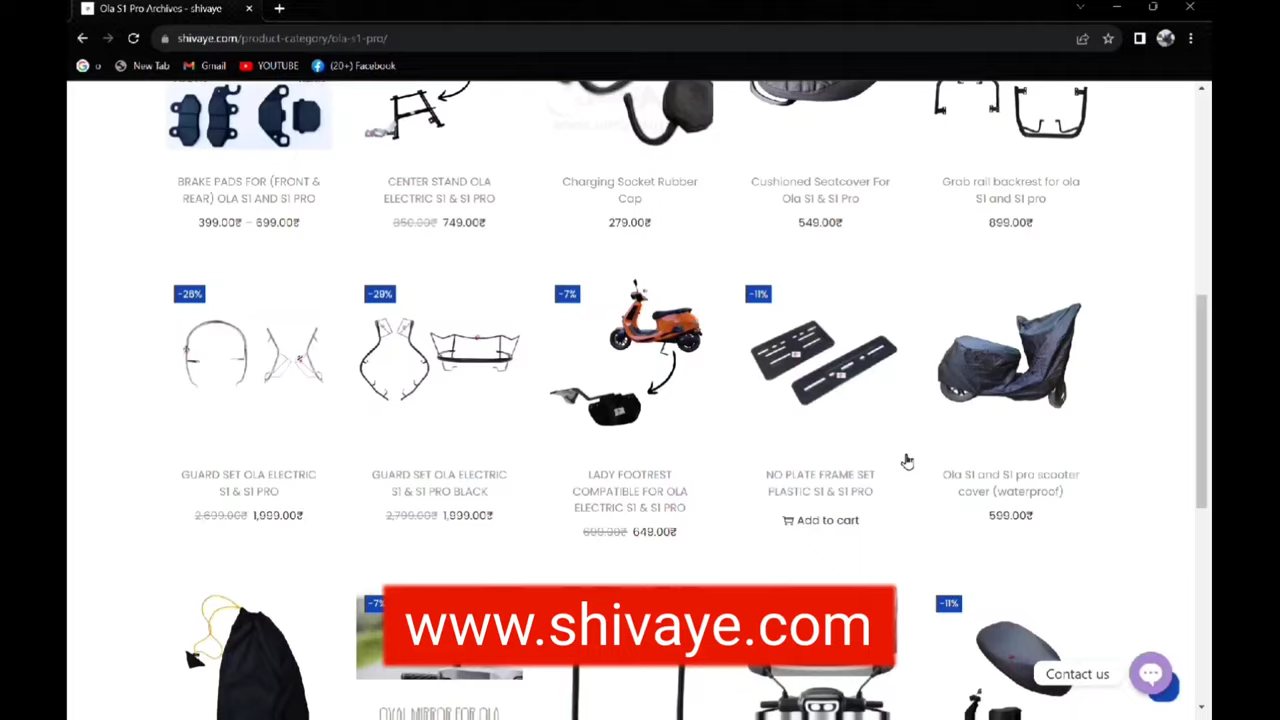 Ola S1 Pro Archives - shivaye
shivaye.com/product-category/ola-s1-pro/
o
New Tab
Gmail
YOUTUBE
(20+) Facebook
BRAKE PADS FOR (FRONT &
REAR) OLA S1 AND S1 PRO
399.00₹ – 699.00₹
CENTER STAND OLA
ELECTRIC S1 & S1 PRO
850.00₹ 749.00₹
Charging Socket Rubber
Cap
279.00₹
Cushioned Seatcover For
Ola S1 & S1 Pro
549.00₹
Grab rail backrest for ola
S1 and S1 pro
899.00₹
-26%
GUARD SET OLA ELECTRIC
S1 & S1 PRO
2,699.00₹ 1,999.00₹
-29%
GUARD SET OLA ELECTRIC
S1 & S1 PRO BLACK
2,799.00₹ 1,999.00₹
-7%
LADY FOOTREST
COMPATIBLE FOR OLA
ELECTRIC S1 & S1 PRO
699.00₹ 649.00₹
-11%
NO PLATE FRAME SET
PLASTIC S1 & S1 PRO
Add to cart
Ola S1 and S1 pro scooter
cover (waterproof)
599.00₹
-7%
www.shivaye.com
-11%
Contact us